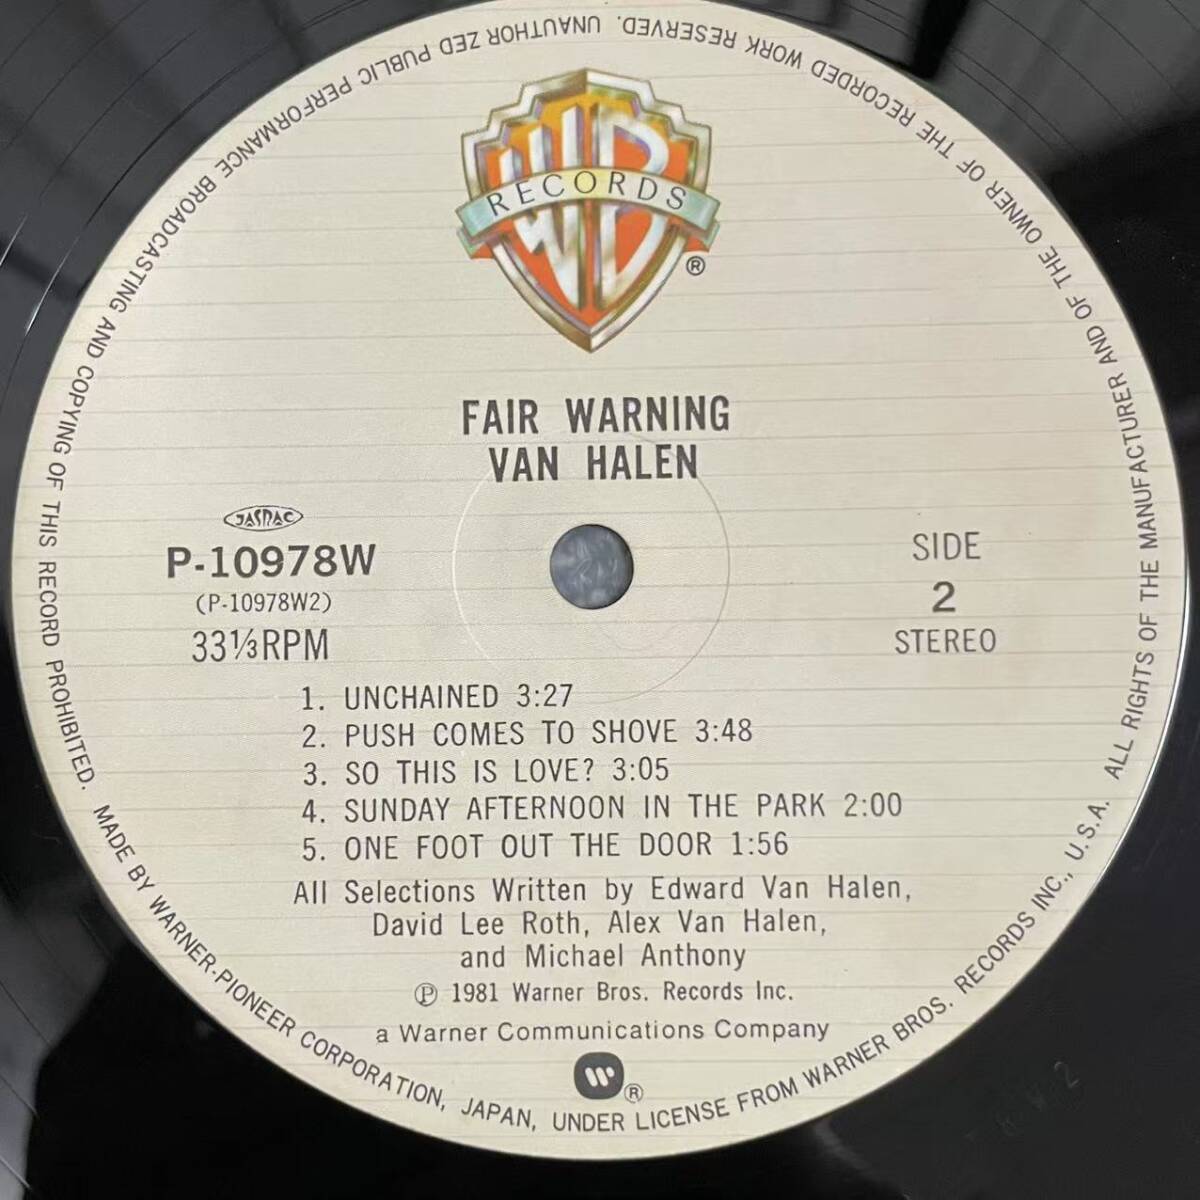 WB
RECORDS
®
FAIR WARNING
VAN HALEN
JASRAC
P-10978W
(P-10978W2)
33⅓RPM
SIDE
2
STEREO
1. UNCHAINED 3:27
2. PUSH COMES TO SHOVE 3:48
3. SO THIS IS LOVE? 3:05
4. SUNDAY AFTERNOON IN THE PARK 2:00
5. ONE FOOT OUT THE DOOR 1:56
All Selections Written by Edward Van Halen,
David Lee Roth, Alex Van Halen,
and Michael Anthony
Ⓟ 1981 Warner Bros. Records Inc.
a Warner Communications Company
®
MADE BY WARNER-PIONEER CORPORATION, JAPAN, UNDER LICENSE FROM WARNER BROS. RECORDS INC., U.S.A. ALL RIGHTS OF THE MANUFACTURER AND OF THE OWNER OF THE RECORDED WORK RESERVED. UNAUTHOR ZED PUBLIC PERFORMANCE BROADCASTING AND COPYING OF THIS RECORD PROHIBITED.